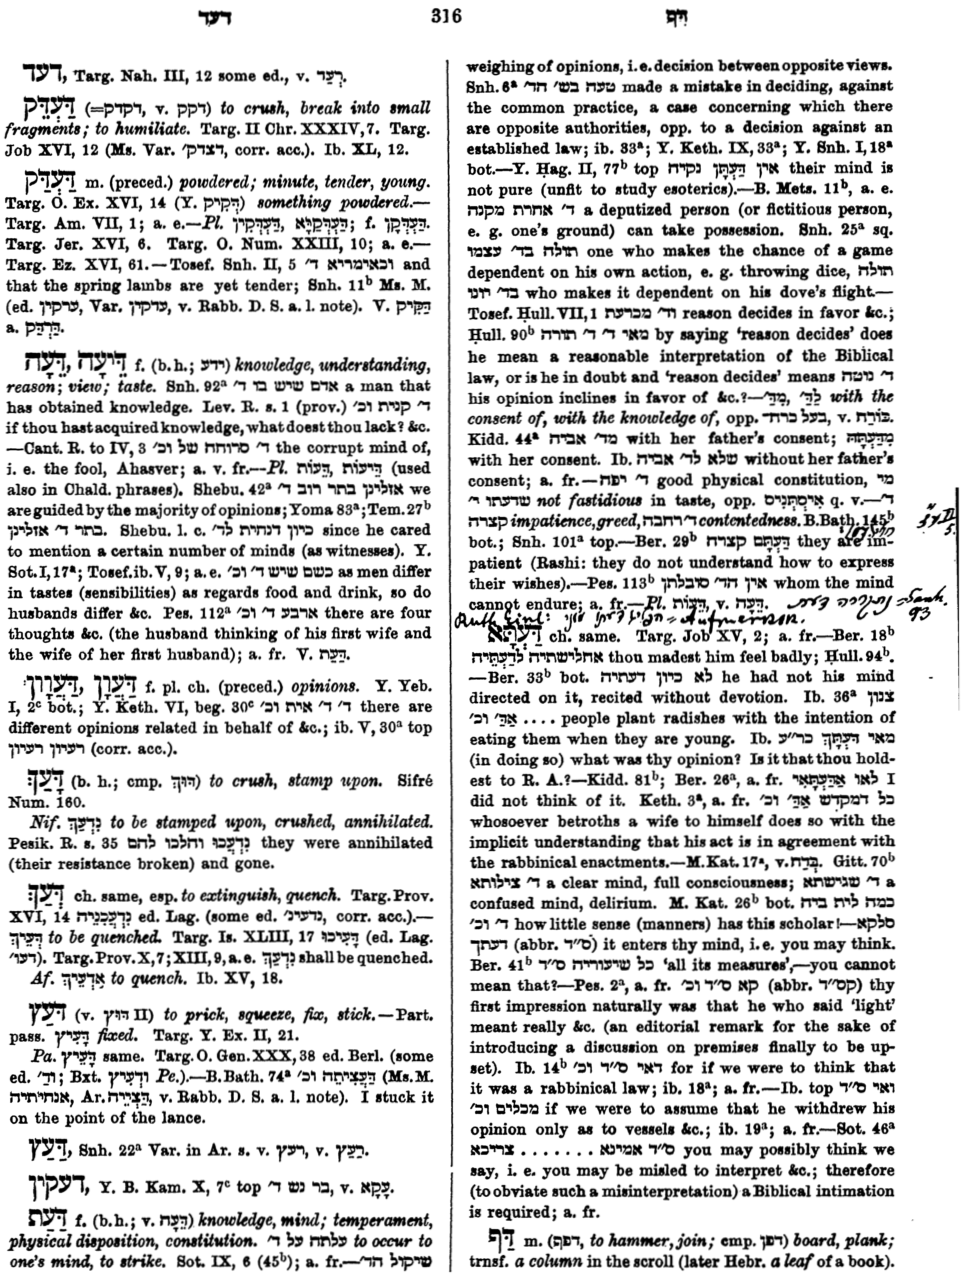 דעד 316 דַּף
דעד, Targ. Nah. III, 12 some ed., v. רְעַד.
דַּעְדֵּק (=דקדק, v. דקק) to crush, break into small
fragments; to humiliate. Targ. II Chr. XXXIV, 7. Targ.
Job XVI, 12 (Ms. Var. דצדק׳, corr. acc.). Ib. XL, 12.
דַּעְדַּק m. (preced.) powdered; minute, tender, young.
Targ. O. Ex. XVI, 14 (Y. דְּקִיק) something powdered.—
Targ. Am. VII, 1; a. e.—Pl. דַּעְדְּקִין, דַּעְדְּקַיָּא; f. דַּעְדְּקָן.
Targ. Jer. XVI, 6. Targ. O. Num. XXIII, 10; a. e.—
Targ. Ez. XVI, 61.—Tosef. Snh. II, 5 ואימריא ד׳ and
that the spring lambs are yet tender; Snh. 11ᵇ Ms. M.
(ed. ערקין, Var. עדקין, v. Rabb. D. S. a. l. note). V. דַּקִּיק
a. דַּרְדַּק.
דֵּיעָה, דֵּעָה f. (b. h.; ידע) knowledge, understanding,
reason; view; taste. Snh. 92ᵃ אדם שיש בו ד׳ a man that
has obtained knowledge. Lev. R. s. 1 (prov.) ד׳ קנית וכ׳
if thou hast acquired knowledge, what doest thou lack? &c.
—Cant. R. to IV, 3 ד׳ סרוחה של וכ׳ the corrupt mind of,
i. e. the fool, Ahasver; a. v. fr.—Pl. דֵּיעוֹת, דֵּעוֹת (used
also in Chald. phrases). Shebu. 42ᵃ אזלינן בתר רוב ד׳ we
are guided by the majority of opinions; Yoma 83ᵃ; Tem. 27ᵇ
בתר ד׳ אזלינן. Shebu. l. c. כיון דנחית לד׳ since he cared
to mention a certain number of minds (as witnesses). Y.
Sot. I, 17ᵃ; Tosef. ib. V, 9; a. e. כשם שיש ד׳ וכ׳ as men differ
in tastes (sensibilities) as regards food and drink, so do
husbands differ &c. Pes. 112ᵃ ארבע ד׳ וכ׳ there are four
thoughts &c. (the husband thinking of his first wife and
the wife of her first husband); a. fr. V. דַּעַת.
דַּעֲוָון, דַּעֲוָן f. pl. ch. (preced.) opinions. Y. Yeb.
I, 2ᶜ bot.; Y. Keth. VI, beg. 30ᶜ ד׳ ד׳ אית וכ׳ there are
different opinions related in behalf of &c.; ib. V, 30ᵃ top
רעיון רעיון (corr. acc.).
דָּעַךְ (b. h.; cmp. דּוּךְ) to crush, stamp upon. Sifré
Num. 160.
Nif. נִדְעַךְ to be stamped upon, crushed, annihilated.
Pesik. R. s. 35 נִדְעֲכוּ והלכו להם they were annihilated
(their resistance broken) and gone.
דְּעַךְ ch. same, esp. to extinguish, quench. Targ. Prov.
XVI, 14 ed. Lag. (some ed. corr. acc.).—
דְּעֵיךְ to be quenched. Targ. Is. XLIII, 17 דָּעִיכוּ (ed. Lag.
דעו׳). Targ. Prov. X, 7; XIII, 9, a. e. נִדְעַךְ shall be quenched.
Af. אַדְעֵיךְ to quench. Ib. XV, 18.
דְּעַץ (v. דּוּץ II) to prick, squeeze, fix, stick.—Part.
pass. דָּעֵיץ fixed. Targ. Y. Ex. II, 21.
Pa. דָּעֵיץ same. Targ. O. Gen. XXX, 38 ed. Berl. (some
ed. וְד׳; Bxt. וּדְעֵיץ Pe.).—B. Bath. 74ᵃ דַּעֲצִיתָהּ וכ׳ (Ms. M.
אנחיתיה, Ar. דַּצְיֵיהּ, v. Rabb. D. S. a. l. note). I stuck it
on the point of the lance.
דַּעַץ, Snh. 22ᵃ Var. in Ar. s. v. רעץ, v. רַעַץ.
דעקין, Y. B. Kam. X, 7ᶜ top בר נש ד׳, v. עָקָא.
דַּעַת f. (b. h.; v. דֵּעָה) knowledge, mind; temperament,
physical disposition, constitution. עלתה על ד׳ to occur to
one's mind, to strike. Sot. IX, 6 (45ᵇ); a. fr.—שיקול הד׳
weighing of opinions, i. e. decision between opposite views.
Snh. 6ᵃ טעה בש׳ הד׳ made a mistake in deciding, against
the common practice, a case concerning which there
are opposite authorities, opp. to a decision against an
established law; ib. 33ᵃ; Y. Keth. IX, 33ᵃ; Y. Snh. I, 18ᵃ
bot.—Y. Ḥag. II, 77ᵇ top אין דַּעְתָּן נקיה their mind is
not pure (unfit to study esoterics).—B. Mets. 11ᵇ, a. e.
ד׳ אחרת מקנה a deputized person (or fictitious person,
e. g. one's ground) can take possession. Snh. 25ᵃ sq.
תולה בד׳ עצמו one who makes the chance of a game
dependent on his own action, e. g. throwing dice, תולה
בד׳ יונו who makes it dependent on his dove's flight.—
Tosef. Ḥull. VII, 1 וד׳ מכרעת reason decides in favor &c.;
Ḥull. 90ᵇ מאי ד׳ ד׳ תורה by saying 'reason decides' does
he mean a reasonable interpretation of the Biblical
law, or is he in doubt and 'reason decides' means ד׳ נוטה
his opinion inclines in favor of &c.?—מִדַּ׳, לְדַ׳ with the
consent of, with the knowledge of, opp. בעל כרח־, v. כּוֹרַח.
Kidd. 44ᵃ מד׳ אביה with her father's consent; מִדַּעְתָּהּ
with her consent. Ib. שלא לד׳ אביה without her father's
consent; a. fr.—ד׳ יפה good physical constitution, מי
שדעתו י׳ not fastidious in taste, opp. אִיסְתְּנִיס q. v.—ד׳
קצרה impatience, greed, ד׳ רחבה contentedness. B. Bath. 145ᵇ
bot.; Snh. 101ᵃ top.—Ber. 29ᵇ דַּעְתָּם קצרה they are im-
patient (Rashi: they do not understand how to express
their wishes).—Pes. 113ᵇ אין הד׳ סובלתן whom the mind
cannot endure; a. fr.—Pl. דֵּעוֹת, v. דֵּעָה.
דַּעְתָּא ch. same. Targ. Job XV, 2; a. fr.—Ber. 18ᵇ
אחלישתיה לדַעְתֵּיהּ thou madest him feel badly; Ḥull. 94ᵇ.
—Ber. 33ᵇ bot. לא כיון דעתיה he had not his mind
directed on it, recited without devotion. Ib. 36ᵃ צנון
אַדַּ׳ וכ׳ .... people plant radishes with the intention of
eating them when they are young. Ib. מאי דַּעְתָּךְ כר״ע
(in doing so) what was thy opinion? Is it that thou hold-
est to R. A.?—Kidd. 81ᵇ; Ber. 26ᵃ, a. fr. לאו אַדַּעְתָּאי I
did not think of it. Keth. 3ᵃ, a. fr. כל דמקדש אַדַּ׳ וכ׳
whosoever betroths a wife to himself does so with the
implicit understanding that his act is in agreement with
the rabbinical enactments.—M. Kat. 17ᵃ, v. בְּדַח. Gitt. 70ᵇ
ד׳ צילותא a clear mind, full consciousness; ד׳ שגישתא a
confused mind, delirium. M. Kat. 26ᵇ bot. כמה לית ביה
ד׳ וכ׳ how little sense (manners) has this scholar!—סלקא
דעתך (abbr. ס״ד) it enters thy mind, i. e. you may think.
Ber. 41ᵇ כל שיעוריה ס״ד 'all its measures',—you cannot
mean that?—Pes. 2ᵃ, a. fr. קא ס״ד וכ׳ (abbr. קס״ד) thy
first impression naturally was that he who said 'light'
meant really &c. (an editorial remark for the sake of
introducing a discussion on premises finally to be up-
set). Ib. 14ᵇ דאי ס״ד וכ׳ for if we were to think that
it was a rabbinical law; ib. 18ᵃ; a. fr.—Ib. top ואי ס״ד
מכלים וכ׳ if we were to assume that he withdrew his
opinion only as to vessels &c.; ib. 19ᵃ; a. fr.—Sot. 46ᵃ
ס״ד אמינא ....... צריכא you may possibly think we
say, i. e. you may be misled to interpret &c.; therefore
(to obviate such a misinterpretation) a Biblical intimation
is required; a. fr.
דַּף m. (דפף, to hammer, join; cmp. דפן) board, plank;
trnsf. a column in the scroll (later Hebr. a leaf of a book).